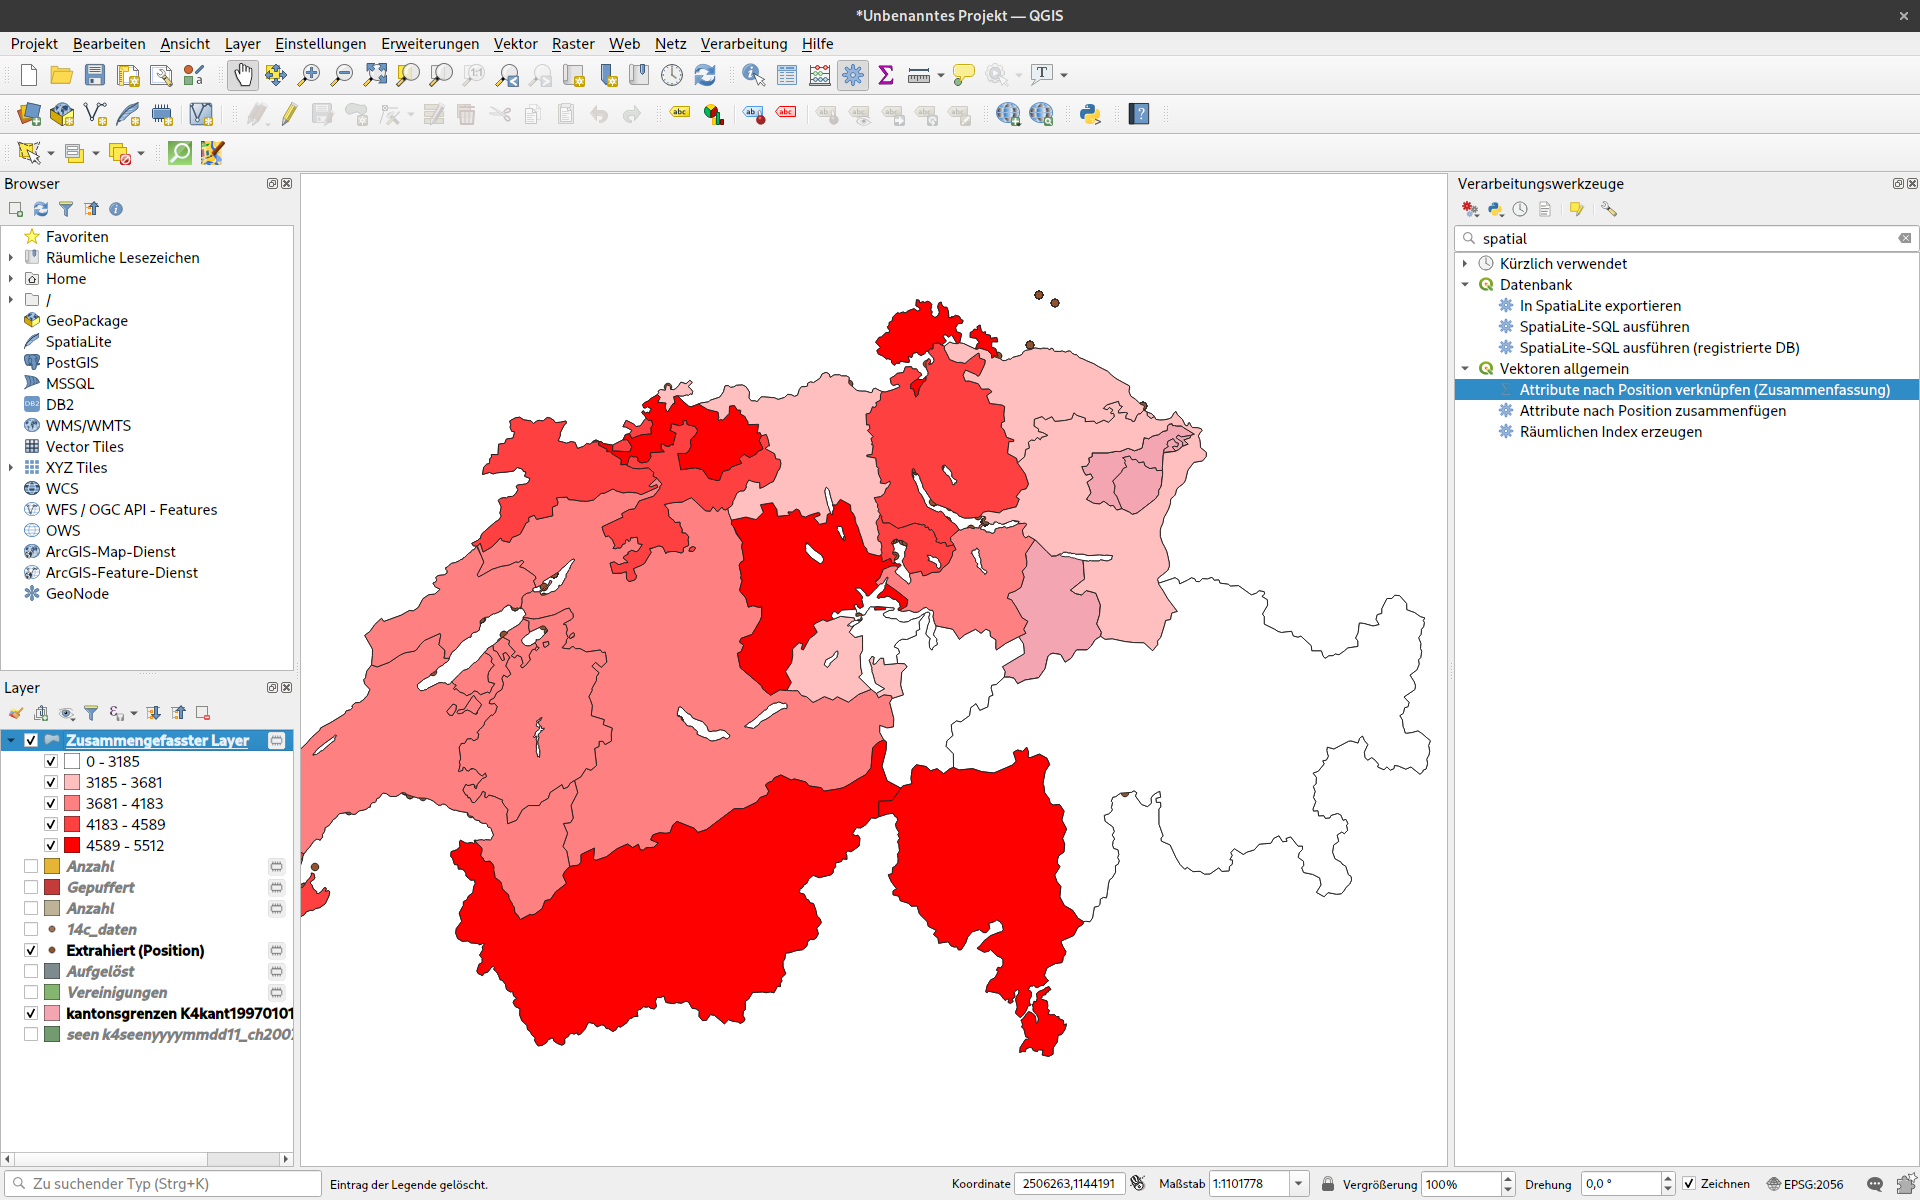 *Unbenanntes Projekt — QGIS
Projekt Bearbeiten Ansicht Layer Einstellungen Erweiterungen Vektor Raster Web Netz Verarbeitung Hilfe
Browser
Favoriten
Räumliche Lesezeichen
Home
/
GeoPackage
SpatiaLite
PostGIS
MSSQL
DB2
WMS/WMTS
Vector Tiles
XYZ Tiles
WCS
WFS / OGC API - Features
OWS
ArcGIS-Map-Dienst
ArcGIS-Feature-Dienst
GeoNode
Layer
Zusammengefasster Layer
0 - 3185
3185 - 3681
3681 - 4183
4183 - 4589
4589 - 5512
Anzahl
Gepuffert
Anzahl
14c_daten
Extrahiert (Position)
Aufgelöst
Vereinigungen
kantonsgrenzen K4kant19970101
seen k4seenyyyymmdd11_ch2007
Verarbeitungswerkzeuge
spatial
Kürzlich verwendet
Datenbank
In SpatiaLite exportieren
SpatiaLite-SQL ausführen
SpatiaLite-SQL ausführen (registrierte DB)
Vektoren allgemein
Attribute nach Position verknüpfen (Zusammenfassung)
Attribute nach Position zusammenfügen
Räumlichen Index erzeugen
Zu suchender Typ (Strg+K) Eintrag der Legende gelöscht. Koordinate 2506263,1144191 Maßstab 1:1101778 Vergrößerung 100% Drehung 0,0 ° Zeichnen EPSG:2056